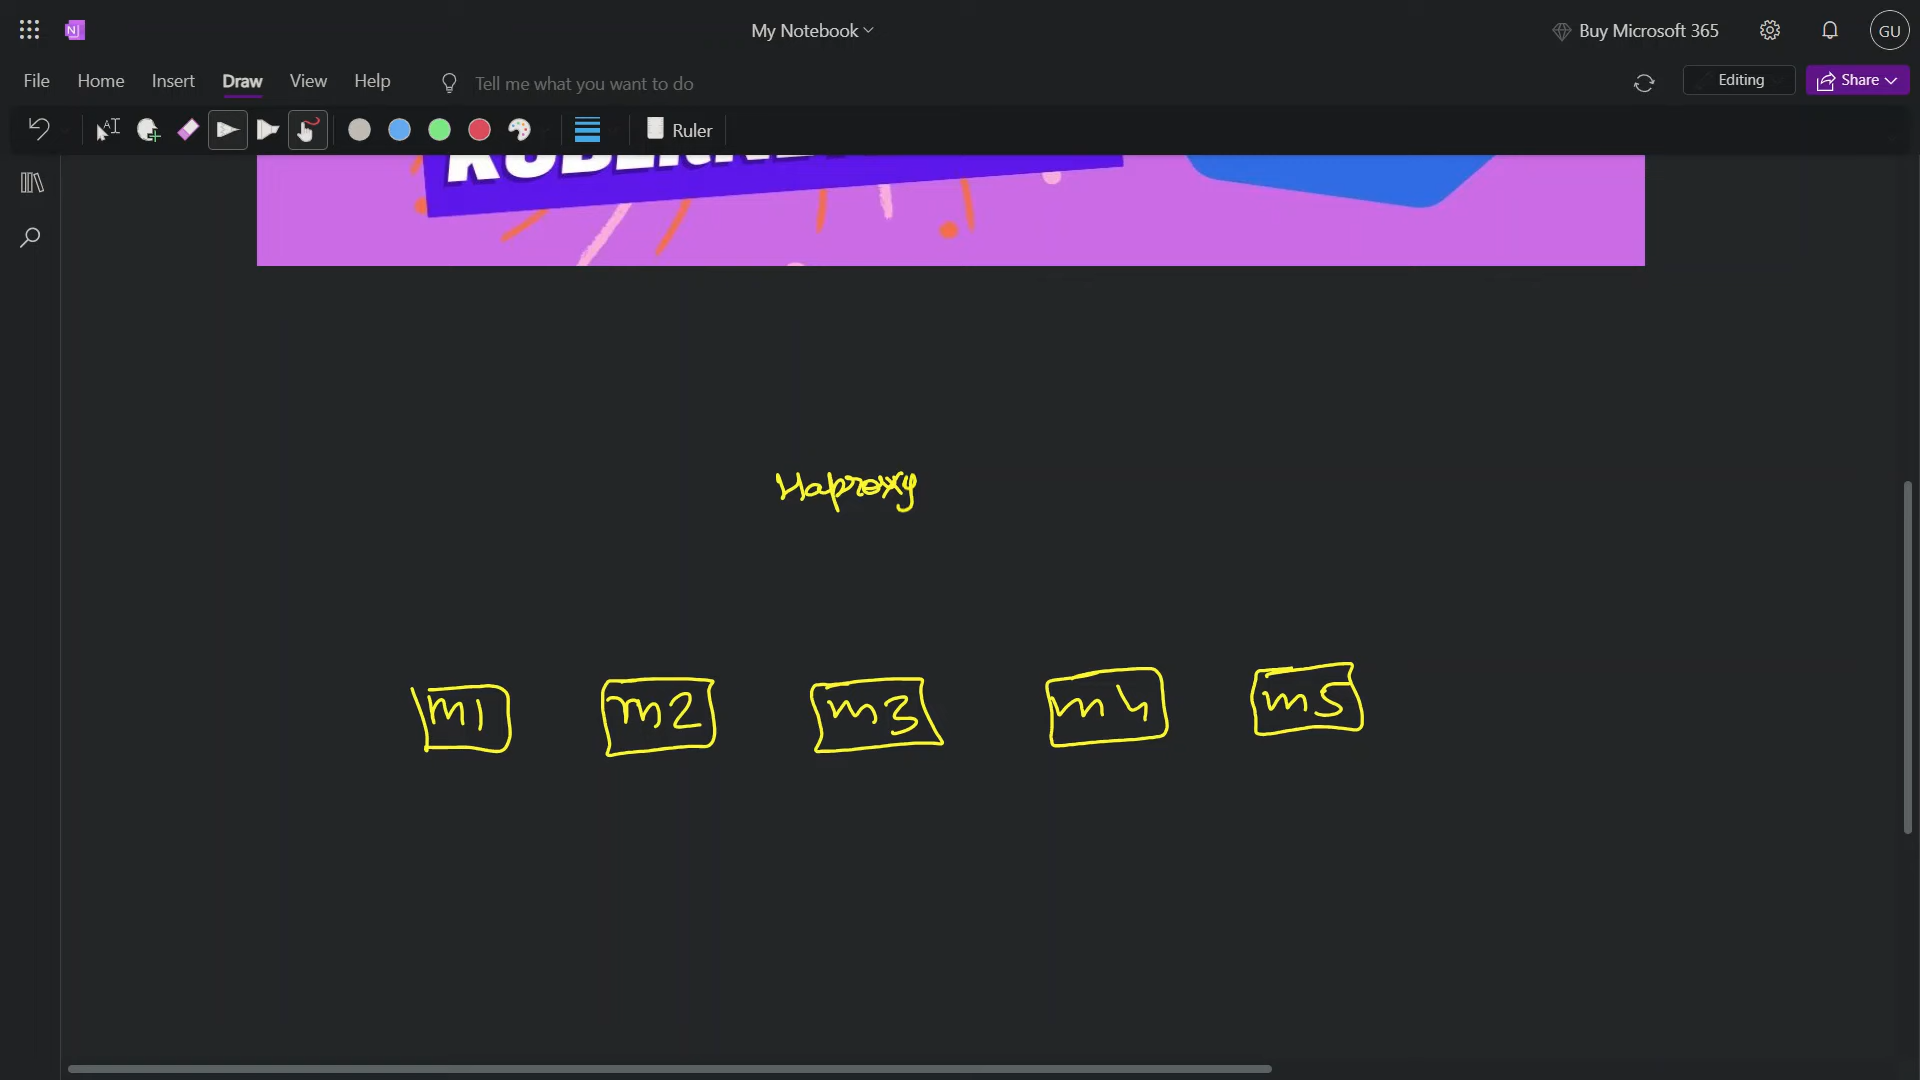 My Notebook
Buy Microsoft 365
GU
File Home Insert Draw View Help Tell me what you want to do Editing Share
Ruler
Haproxy
m1 m2 m3 m4 m5